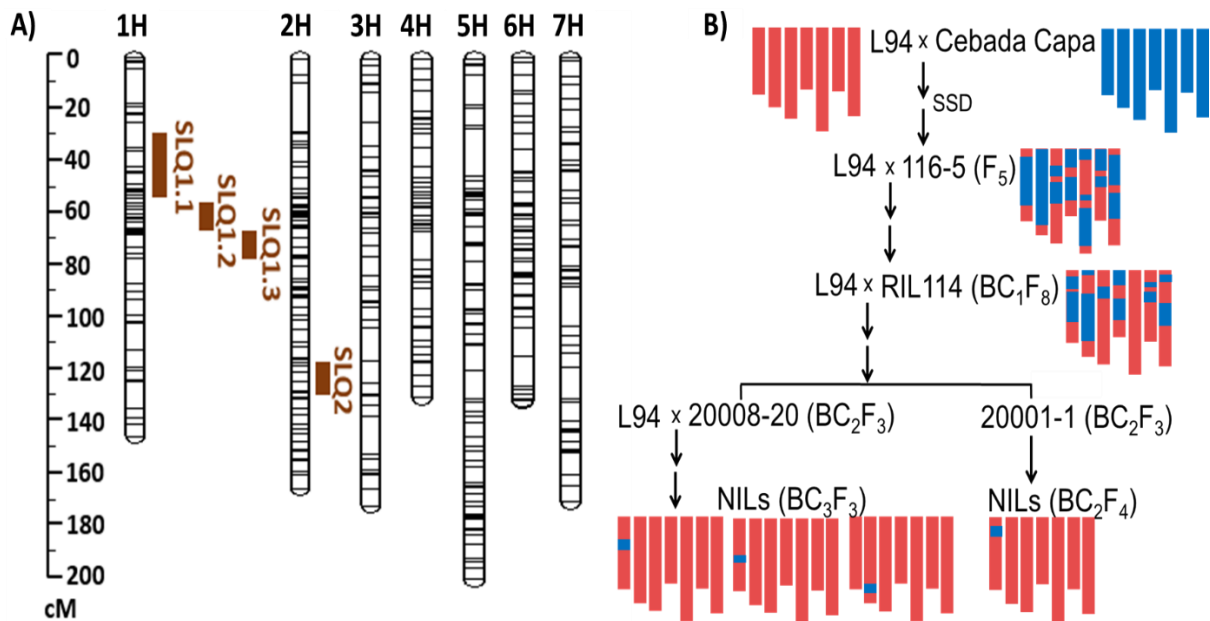 A)
1H 2H 3H 4H 5H 6H 7H
0
20
40
60
80
100
120
140
160
180
200
cM
SLQ1.1
SLQ1.2
SLQ1.3
SLQ2
B)
L94 x Cebada Capa
SSD
L94 x 116-5 (F5)
L94 x RIL114 (BC1F8)
L94 x 20008-20 (BC2F3) 20001-1 (BC2F3)
NILs (BC3F3) NILs (BC2F4)